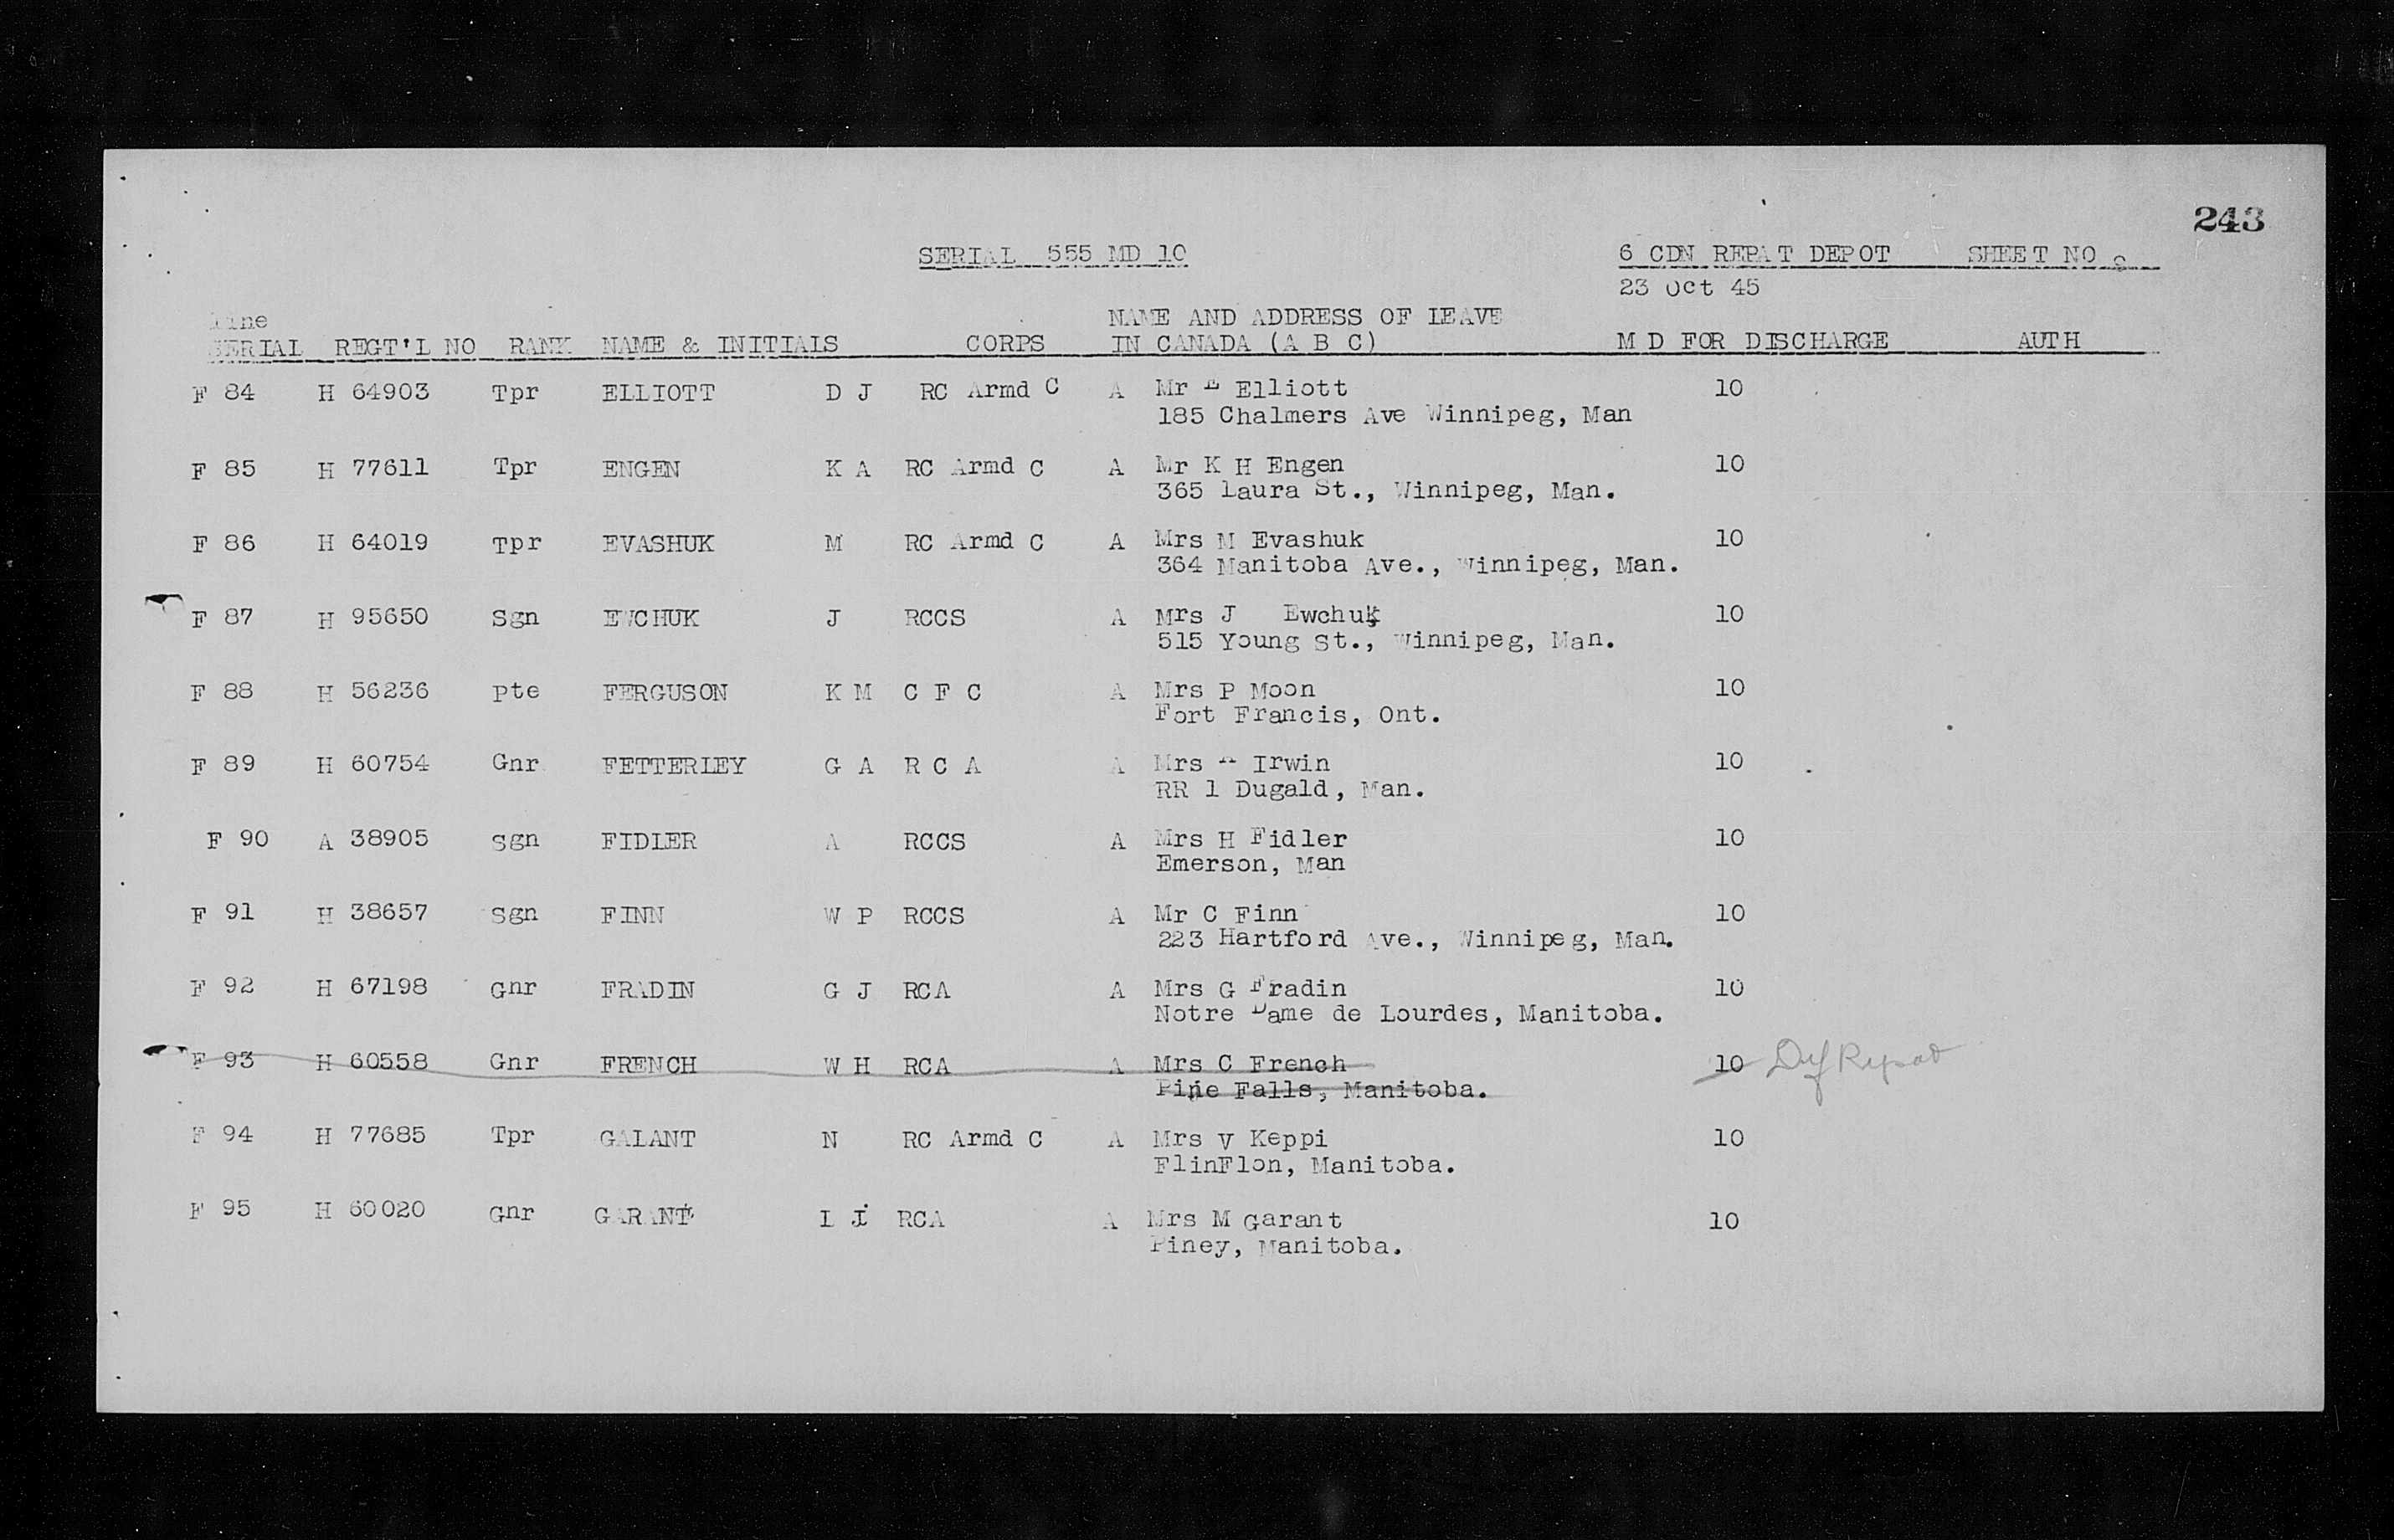 243
SERIAL 555 MD 10 6 CDN REPAT DEPOT SHEET NO
23 Oct 45
line NAME AND ADDRESS OF LEAVE
SERIAL REGT'L NO RANK NAME & INITIALS CORPS IN CANADA (A B C) M D FOR DISCHARGE AUTH
F 84 H 64903 Tpr ELLIOTT D J RC Armd C A Mr E Elliott 10
185 Chalmers Ave Winnipeg, Man
F 85 H 77611 Tpr ENGEN K A RC Armd C A Mr K H Engen 10
365 Laura St., Winnipeg, Man.
F 86 H 64019 Tpr EVASHUK M RC Armd C A Mrs M Evashuk 10
364 Manitoba Ave., Winnipeg, Man.
F 87 H 95650 Sgn EWCHUK J RCCS A Mrs J Ewchuk 10
515 Young St., Winnipeg, Man.
F 88 H 56236 Pte FERGUSON K M C F C A Mrs P Moon 10
Fort Francis, Ont.
F 89 H 60754 Gnr FETTERLEY G A R C A A Mrs Irwin 10
RR 1 Dugald, Man.
F 90 A 38905 Sgn FIDLER A RCCS A Mrs H Fidler 10
Emerson, Man
F 91 H 38657 Sgn FINN W P RCCS A Mr C Finn 10
223 Hartford Ave., Winnipeg, Man.
F 92 H 67198 Gnr FRADIN G J RCA A Mrs G Fradin 10
Notre Dame de Lourdes, Manitoba.
F 93 H 60558 Gnr FRENCH W H RCA A Mrs C French 10 Def Repat
Pine Falls, Manitoba.
F 94 H 77685 Tpr GALANT N RC Armd C A Mrs V Keppi 10
FlinFlon, Manitoba.
F 95 H 60020 Gnr GARANT L J RCA A Mrs M Garant 10
Piney, Manitoba.